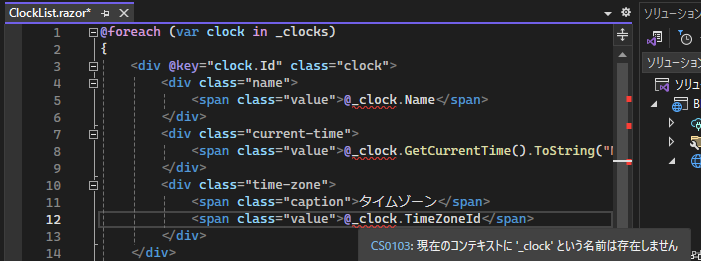 ClockList.razor*
ソリューション
1 @foreach (var clock in _clocks)
2 {
3 <div @key="clock.Id" class="clock">
ソリューション
4 <div class="name">
ソリュ
5 <span class="value">@_clock.Name</span>
B
6 </div>
7 <div class="current-time">
8 <span class="value">@_clock.GetCurrentTime().ToString("
9 </div>
10 <div class="time-zone">
11 <span class="caption">タイムゾーン</span>
12 <span class="value">@_clock.TimeZoneId</span>
13 </div>
CS0103: 現在のコンテキストに '_clock' という名前は存在しません
14 </div>